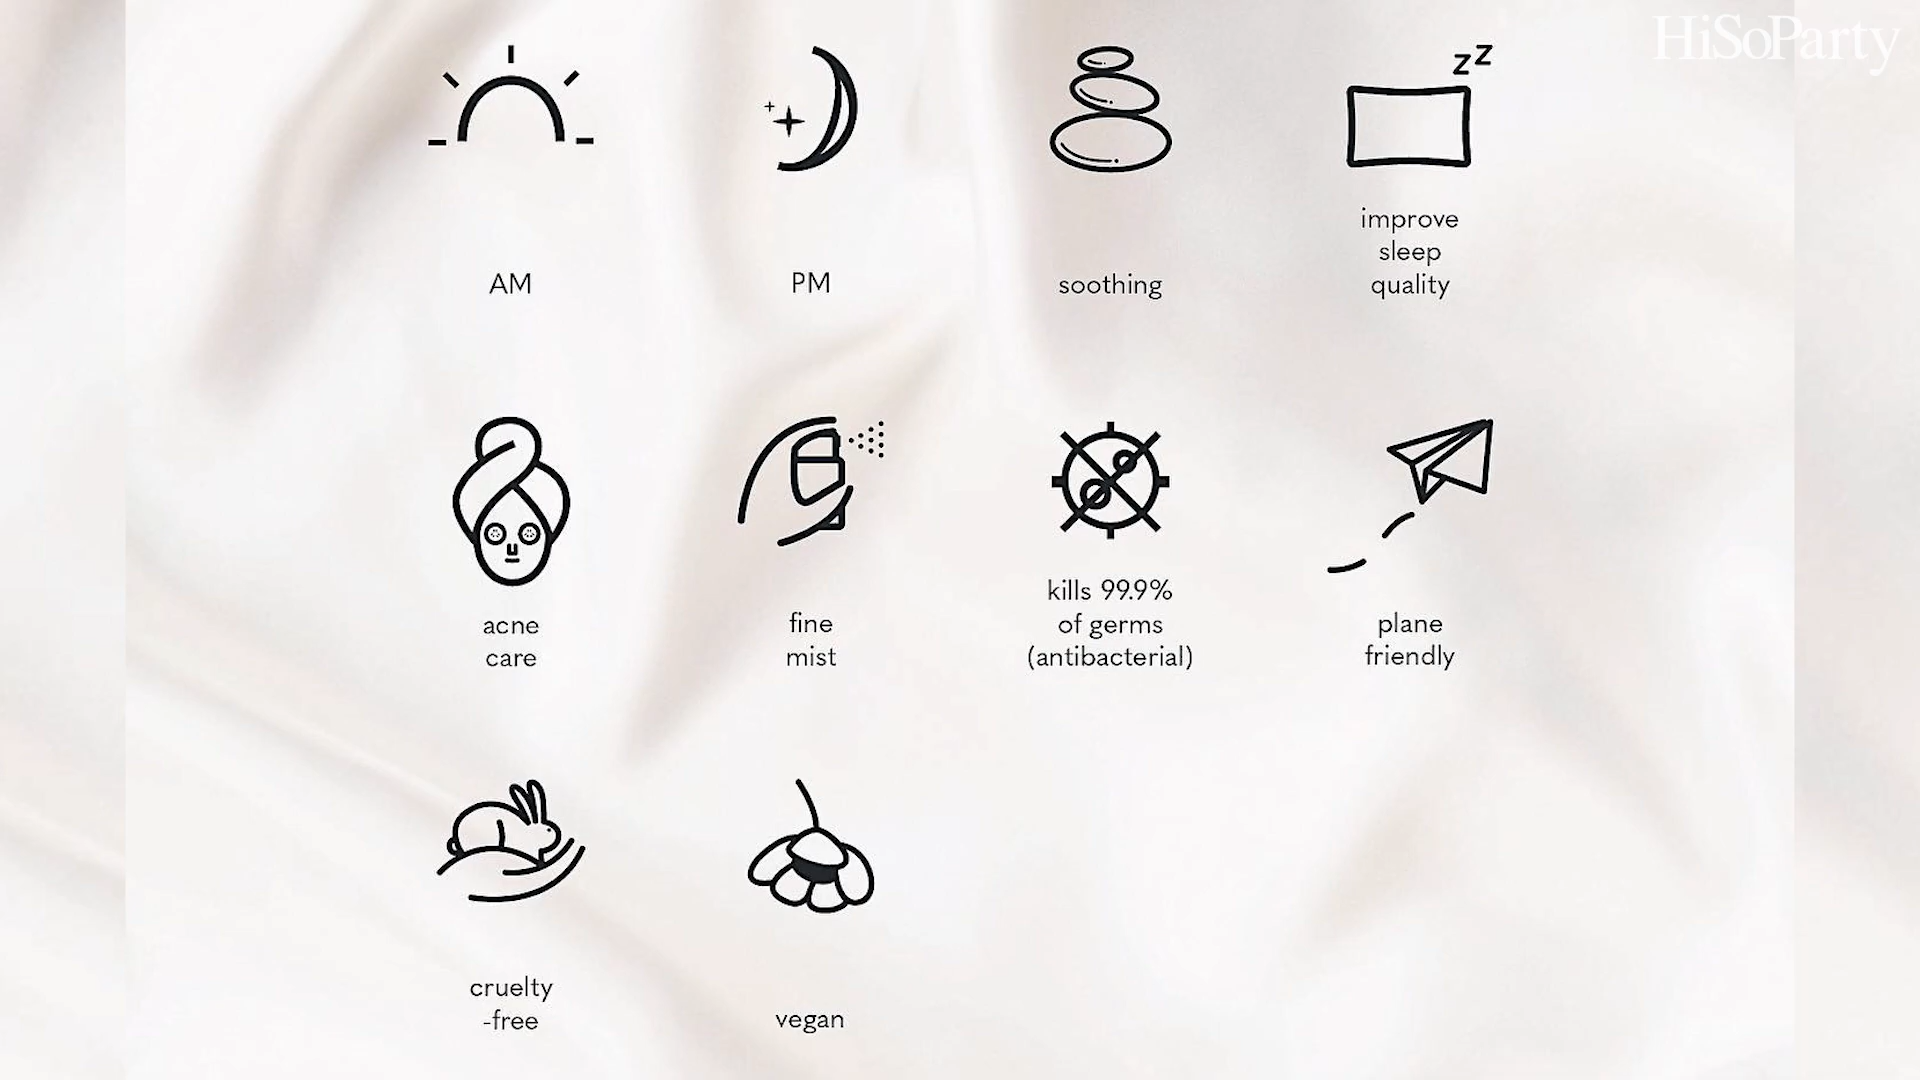 HiSoParty
zz
AM
PM
soothing
improve
sleep
quality
acne
care
fine
mist
kills 99.9%
of germs
(antibacterial)
plane
friendly
cruelty
-free
vegan